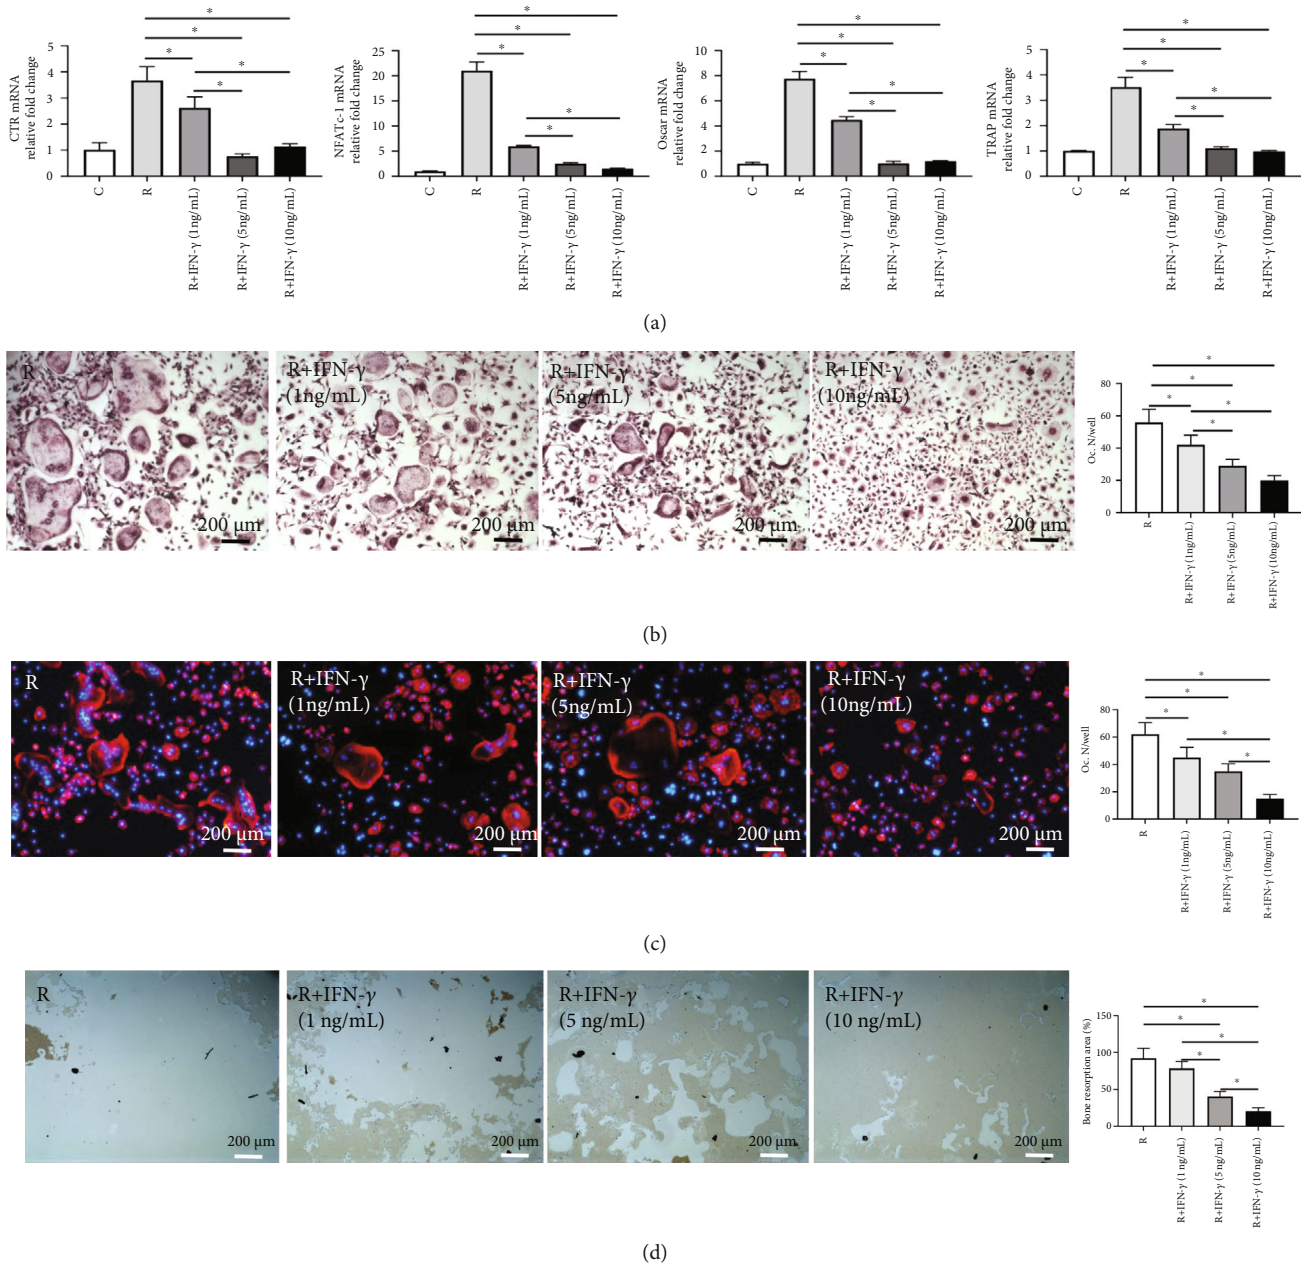 CTR mRNA
relative fold change
5
4
3
2
1
0
*
*
*
*
*
C
R
R+IFN-γ (1ng/mL)
R+IFN-γ (5ng/mL)
R+IFN-γ (10ng/mL)
NFATc-1 mRNA
relative fold change
25
20
15
10
5
0
*
*
*
*
*
C
R
R+IFN-γ (1ng/mL)
R+IFN-γ (5ng/mL)
R+IFN-γ (10ng/mL)
Oscar mRNA
relative fold change
10
8
6
4
2
0
*
*
*
*
*
C
R
R+IFN-γ (1ng/mL)
R+IFN-γ (5ng/mL)
R+IFN-γ (10ng/mL)
TRAP mRNA
relative fold change
5
4
3
2
1
0
*
*
*
*
*
C
R
R+IFN-γ (1ng/mL)
R+IFN-γ (5ng/mL)
R+IFN-γ (10ng/mL)
(a)
R
200 μm
R+IFN-γ
(1ng/mL)
200 μm
R+IFN-γ
(5ng/mL)
200 μm
R+IFN-γ
(10ng/mL)
200 μm
Oc. N/well
80
60
40
20
0
*
*
*
*
*
R
R+IFN-γ (1ng/mL)
R+IFN-γ (5ng/mL)
R+IFN-γ (10ng/mL)
(b)
R
200 μm
R+IFN-γ
(1ng/mL)
200 μm
R+IFN-γ
(5ng/mL)
200 μm
R+IFN-γ
(10ng/mL)
200 μm
Oc. N/well
80
60
40
20
0
*
*
*
*
*
R
R+IFN-γ (1ng/mL)
R+IFN-γ (5ng/mL)
R+IFN-γ (10ng/mL)
(c)
R
200 μm
R+IFN-γ
(1 ng/mL)
200 μm
R+IFN-γ
(5 ng/mL)
200 μm
R+IFN-γ
(10 ng/mL)
200 μm
Bone resorption area (%)
150
100
50
0
*
*
*
*
*
R
R+IFN-γ (1 ng/mL)
R+IFN-γ (5 ng/mL)
R+IFN-γ (10 ng/mL)
(d)